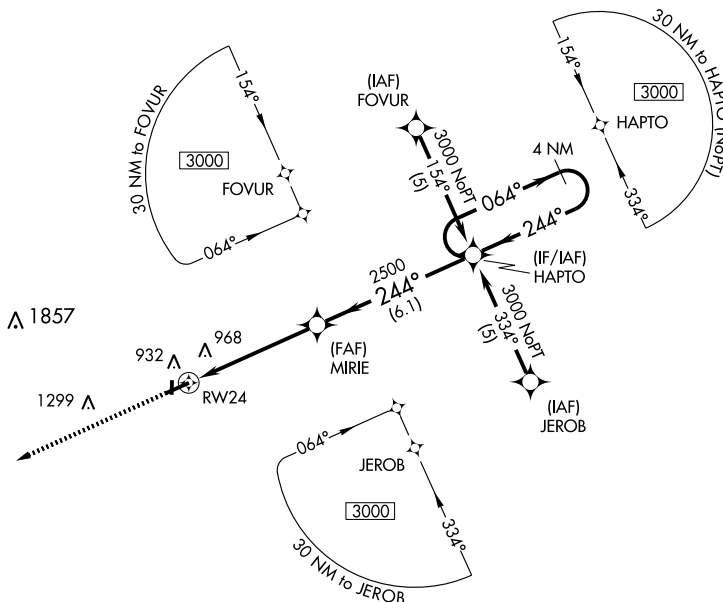 30 NM to FOVUR
154°
3000
FOVUR
064°
(IAF)
FOVUR
3000 NoPT
154°
(5)
4 NM
064°
244°
30 NM to HAPTO (NoPT)
154°
3000
HAPTO
334°
(IF/IAF)
HAPTO
2500
244°
(6.1)
3000 NoPT
334°
(5)
1857
968
932
(FAF)
MIRIE
RW24
1299
(IAF)
JEROB
064°
JEROB
3000
334°
30 NM to JEROB